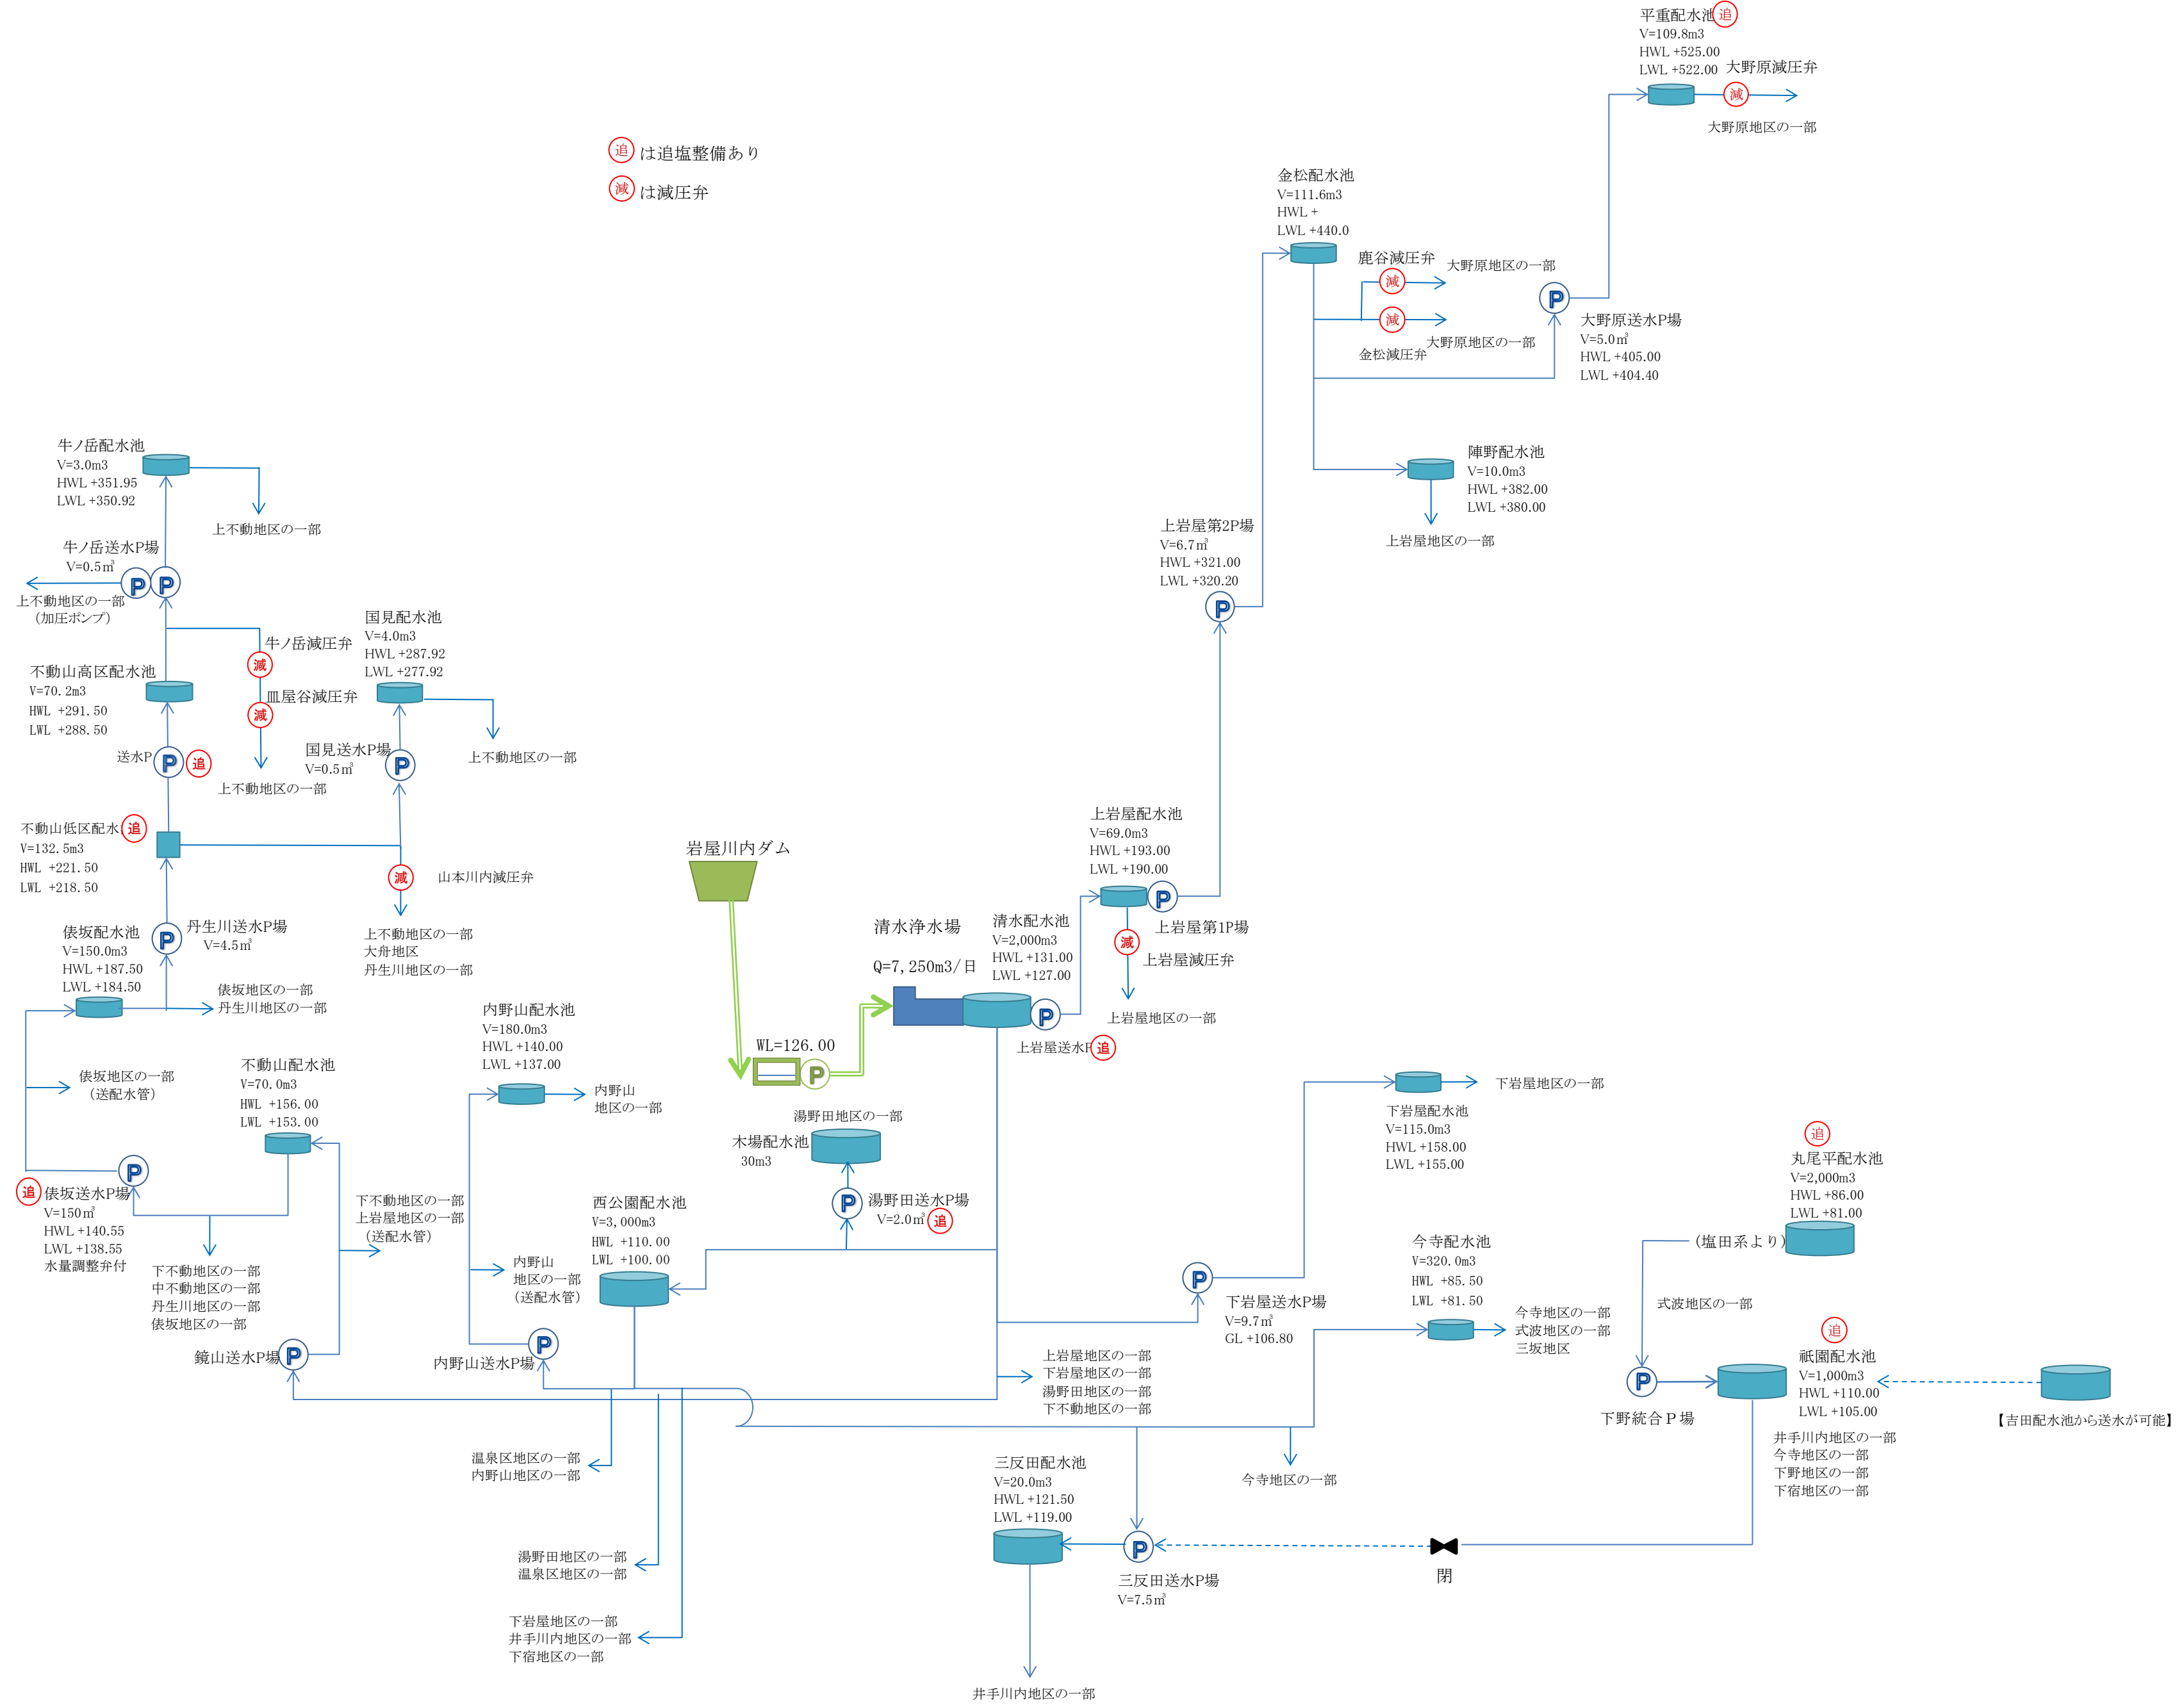 平重配水池
追
V=109.8m3
HWL +525.00
LWL +522.00
大野原減圧弁
減
大野原地区の一部
追
は追塩整備あり
減
は減圧弁
金松配水池
V=111.6m3
HWL +
LWL +440.0
鹿谷減圧弁
減
大野原地区の一部
減
大野原地区の一部
金松減圧弁
P
大野原送水P場
V=5.0㎥
HWL +405.00
LWL +404.40
陣野配水池
V=10.0m3
HWL +382.00
LWL +380.00
上岩屋地区の一部
上岩屋第2P場
V=6.7㎥
HWL +321.00
LWL +320.20
P
牛ノ岳配水池
V=3.0m3
HWL +351.95
LWL +350.92
上不動地区の一部
牛ノ岳送水P場
V=0.5㎥
P
P
上不動地区の一部
（加圧ポンプ）
牛ノ岳減圧弁
減
皿屋谷減圧弁
減
上不動地区の一部
不動山高区配水池
V=70.2m3
HWL +291.50
LWL +288.50
送水P
P
追
国見配水池
V=4.0m3
HWL +287.92
LWL +277.92
上不動地区の一部
国見送水P場
V=0.5㎥
P
不動山低区配水
追
V=132.5m3
HWL +221.50
LWL +218.50
減
山本川内減圧弁
上不動地区の一部
大舟地区
丹生川地区の一部
P
丹生川送水P場
V=4.5㎥
俵坂配水池
V=150.0m3
HWL +187.50
LWL +184.50
俵坂地区の一部
丹生川地区の一部
俵坂地区の一部
（送配水管）
不動山配水池
V=70.0m3
HWL +156.00
LWL +153.00
P
追
俵坂送水P場
V=150㎥
HWL +140.55
LWL +138.55
水量調整弁付
下不動地区の一部
中不動地区の一部
丹生川地区の一部
俵坂地区の一部
下不動地区の一部
上岩屋地区の一部
（送配水管）
鏡山送水P場
P
内野山配水池
V=180.0m3
HWL +140.00
LWL +137.00
内野山
地区の一部
内野山
地区の一部
（送配水管）
内野山送水P場
P
岩屋川内ダム
WL=126.00
P
清水浄水場
Q=7,250m3/日
清水配水池
V=2,000m3
HWL +131.00
LWL +127.00
P
上岩屋送水P
追
上岩屋配水池
V=69.0m3
HWL +193.00
LWL +190.00
P
上岩屋第1P場
減
上岩屋減圧弁
上岩屋地区の一部
湯野田地区の一部
木場配水池
30m3
P
湯野田送水P場
V=2.0㎥
追
西公園配水池
V=3,000m3
HWL +110.00
LWL +100.00
下岩屋地区の一部
下岩屋配水池
V=115.0m3
HWL +158.00
LWL +155.00
P
下岩屋送水P場
V=9.7㎥
GL +106.80
上岩屋地区の一部
下岩屋地区の一部
湯野田地区の一部
下不動地区の一部
今寺配水池
V=320.0m3
HWL +85.50
LWL +81.50
今寺地区の一部
式波地区の一部
三坂地区
今寺地区の一部
追
丸尾平配水池
V=2,000m3
HWL +86.00
LWL +81.00
（塩田系より）
式波地区の一部
P
下野統合P場
追
祇園配水池
V=1,000m3
HWL +110.00
LWL +105.00
井手川内地区の一部
今寺地区の一部
下野地区の一部
下宿地区の一部
【吉田配水池から送水が可能】
温泉区地区の一部
内野山地区の一部
湯野田地区の一部
温泉区地区の一部
下岩屋地区の一部
井手川内地区の一部
下宿地区の一部
三反田配水池
V=20.0m3
HWL +121.50
LWL +119.00
P
三反田送水P場
V=7.5㎥
閉
井手川内地区の一部